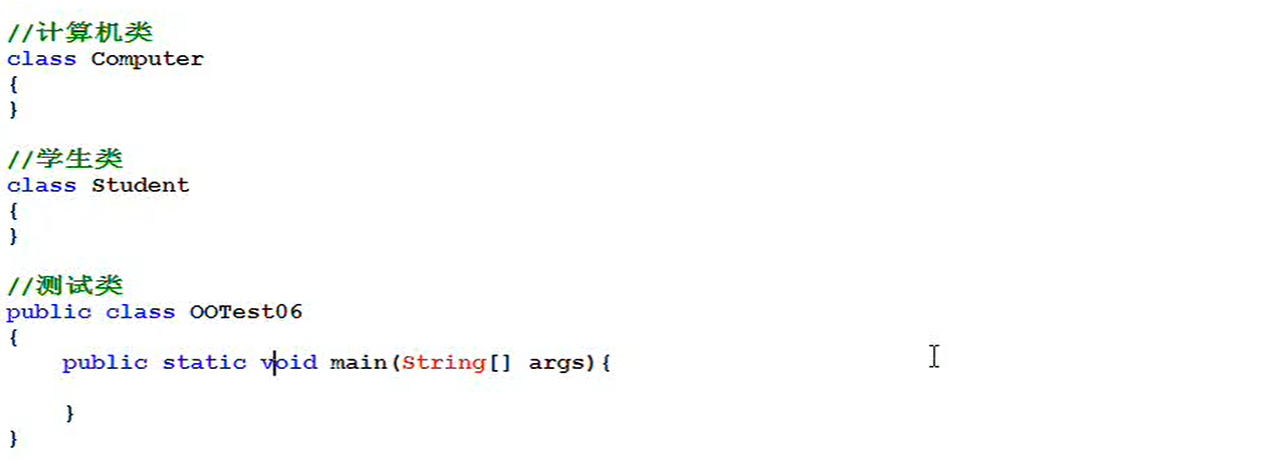 //计算机类
class Computer
{
}
//学生类
class Student
{
}
//测试类
public class OOTest06
{
public static void main(String[] args){
}
}